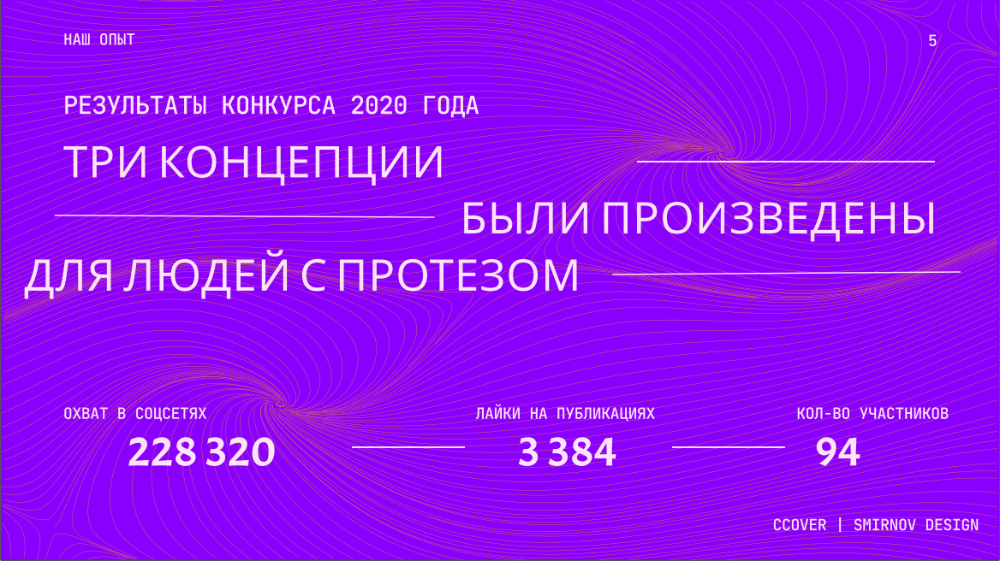 НАШ ОПЫТ
5
РЕЗУЛЬТАТЫ КОНКУРСА 2020 ГОДА
ТРИ КОНЦЕПЦИИ
БЫЛИ ПРОИЗВЕДЕНЫ
ДЛЯ ЛЮДЕЙ С ПРОТЕЗОМ
ОХВАТ В СОЦСЕТЯХ
228 320
ЛАЙКИ НА ПУБЛИКАЦИЯХ
3 384
КОЛ-ВО УЧАСТНИКОВ
94
CCOVER | SMIRNOV DESIGN